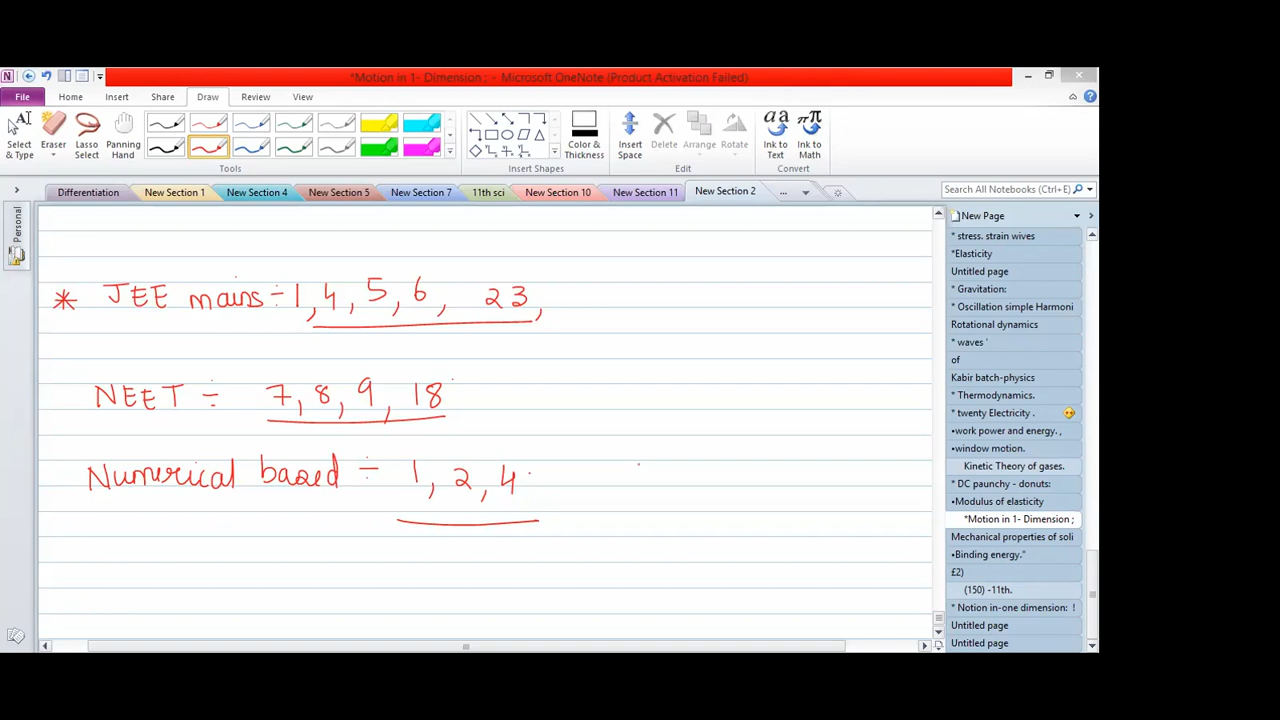 *Motion in 1- Dimension ; - Microsoft OneNote (Product Activation Failed)
File Home Insert Share Draw Review View
Select & Type Eraser Lasso Select Panning Hand Color & Thickness Insert Space Delete Arrange Rotate Ink to Text Ink to Math
Tools Insert Shapes Edit Convert
Differentiation New Section 1 New Section 4 New Section 5 New Section 7 11th sci New Section 10 New Section 11 New Section 2 ... Search All Notebooks (Ctrl+E)
Personal
New Page
* stress. strain wives
*Elasticity
Untitled page
* Gravitation:
* Oscillation simple Harmoni
Rotational dynamics
* waves '
of
Kabir batch-physics
* Thermodynamics.
* twenty Electricity .
•work power and energy. ,
•window motion.
Kinetic Theory of gases.
* DC paunchy - donuts:
•Modulus of elasticity
*Motion in 1- Dimension ;
Mechanical properties of soli
•Binding energy."
£2)
(150) -11th.
* Notion in-one dimension: !
Untitled page
Untitled page
* JEE mains ÷ 1, 4, 5, 6, 23,
NEET ÷ 7, 8, 9, 18
Numerical based ÷ 1, 2, 4